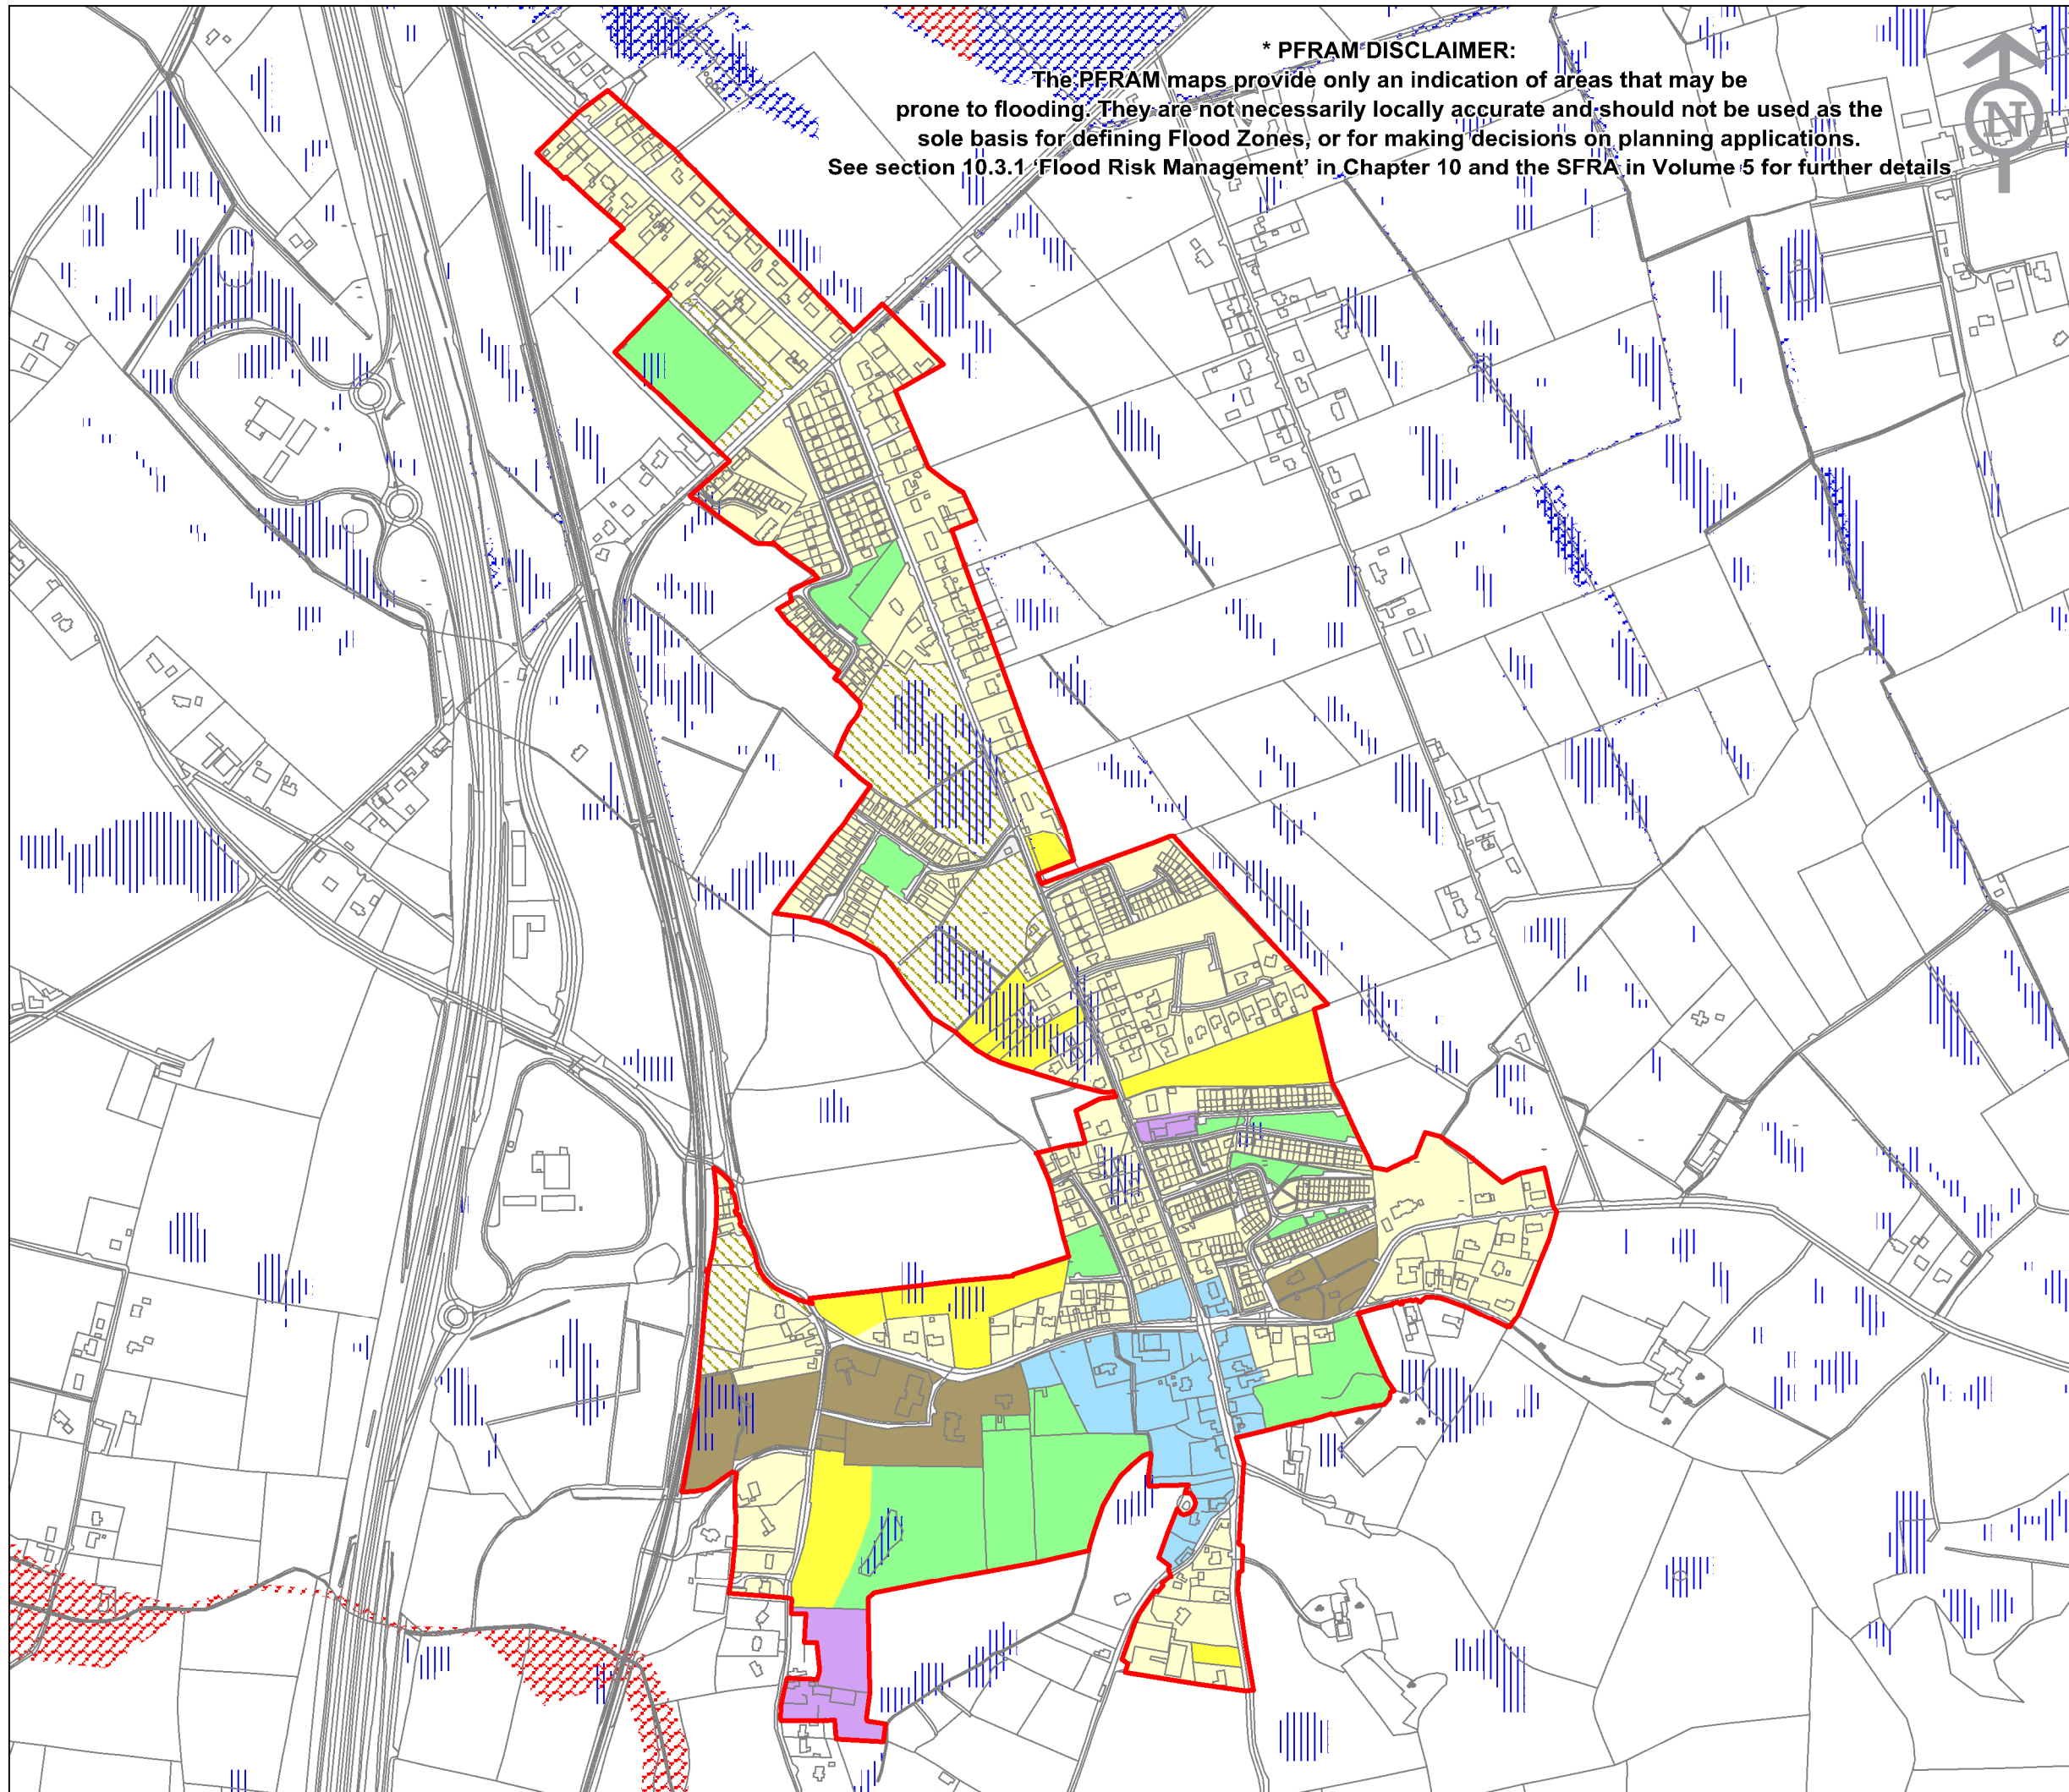 * PFRAM DISCLAIMER:
The PFRAM maps provide only an indication of areas that may be
prone to flooding. They are not necessarily locally accurate and should not be used as the
sole basis for defining Flood Zones, or for making decisions on planning applications.
See section 10.3.1 ‘Flood Risk Management’ in Chapter 10 and the SFRA in Volume 5 for further details
N